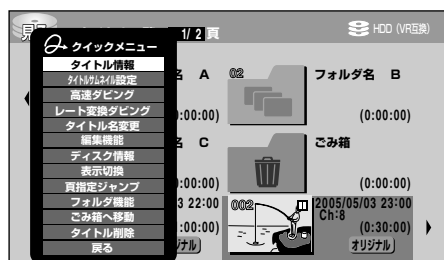 1/ 2 頁
HDD (VR互換)
クイックメニュー
タイトル情報
タイトルサムネイル設定
高速ダビング
レート変換ダビング
タイトル名変更
編集機能
ディスク情報
表示切換
頁指定ジャンプ
フォルダ機能
ごみ箱へ移動
タイトル削除
戻る
名 A
02
フォルダ名 B
:00:00)
(0:00:00)
名 C
ごみ箱
:00:00)
(0:00:00)
3 22:00
002
2005/05/03 23:00
Ch:8
:00:00)
(0:30:00)
ジナル
オリジナル